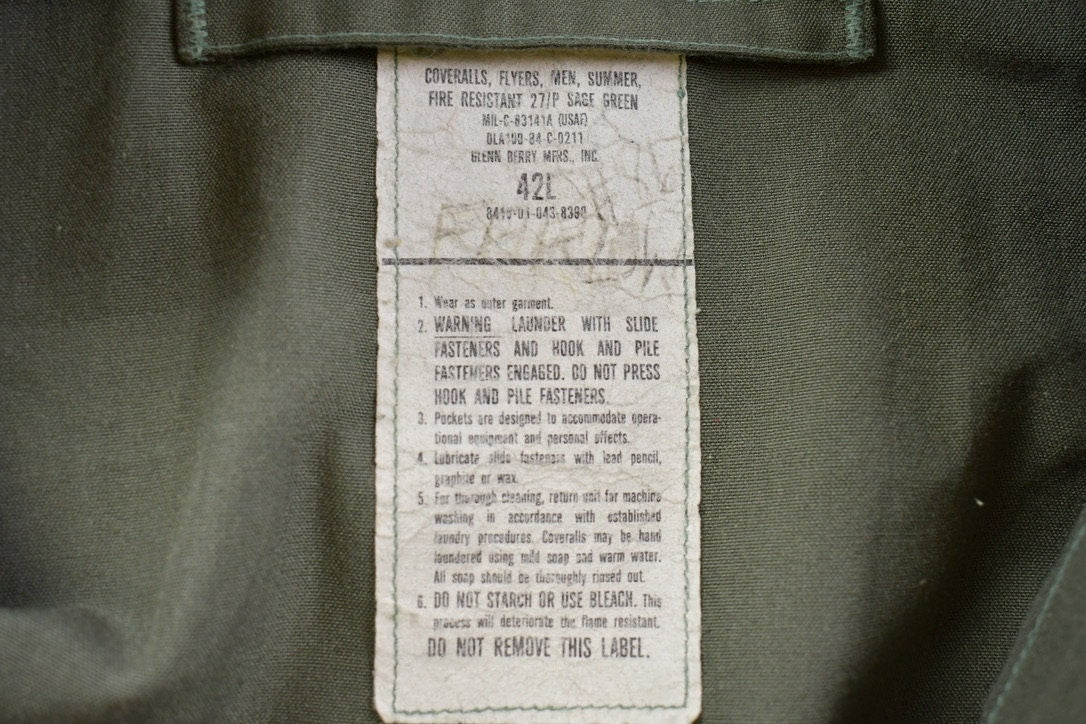 COVERALLS, FLYERS, MEN, SUMMER,
FIRE RESISTANT 27/P SAGE GREEN
MIL-C-83141A (USAF)
DLA100-84-C-0211
GLENN BERRY MFRS., INC.
42L
8415-01-043-8390
1. Wear as outer garment.
2. WARNING LAUNDER WITH SLIDE
FASTENERS AND HOOK AND PILE
FASTENERS ENGAGED. DO NOT PRESS
HOOK AND PILE FASTENERS.
3. Pockets are designed to accommodate opera-
tional equipment and personal effects.
4. Lubricate slide fasteners with lead pencil,
graphite or wax.
5. For thorough cleaning, return unit for machine
washing in accordance with established
laundry procedures. Coveralls may be hand
laundered using mild soap and warm water.
All soap should be thoroughly rinsed out.
6. DO NOT STARCH OR USE BLEACH. This
process will deteriorate the flame resistant.
DO NOT REMOVE THIS LABEL.